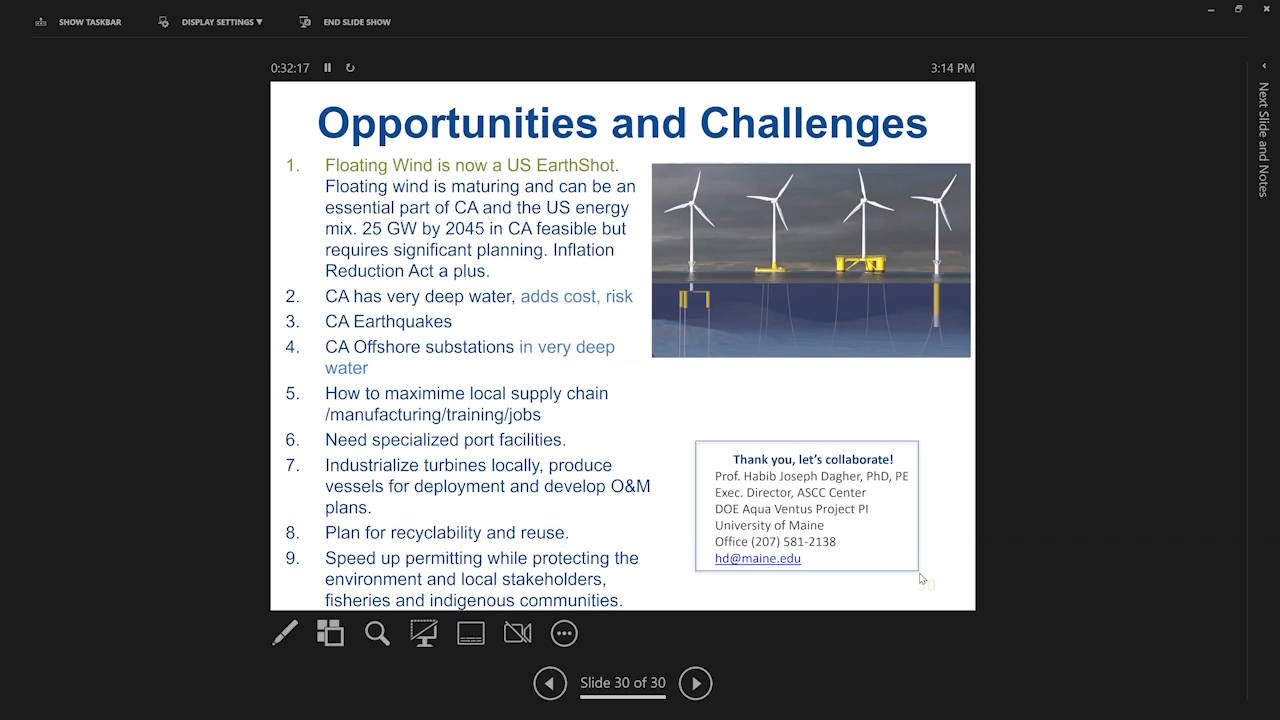 SHOW TASKBAR
DISPLAY SETTINGS ▼
END SLIDE SHOW
0:32:17
3:14 PM
Next Slide and Notes
Opportunities and Challenges
1. Floating Wind is now a US EarthShot.
Floating wind is maturing and can be an
essential part of CA and the US energy
mix. 25 GW by 2045 in CA feasible but
requires significant planning. Inflation
Reduction Act a plus.
2. CA has very deep water, adds cost, risk
3. CA Earthquakes
4. CA Offshore substations in very deep
water
5. How to maximime local supply chain
/manufacturing/training/jobs
6. Need specialized port facilities.
7. Industrialize turbines locally, produce
vessels for deployment and develop O&M
plans.
8. Plan for recyclability and reuse.
9. Speed up permitting while protecting the
environment and local stakeholders,
fisheries and indigenous communities.
Thank you, let's collaborate!
Prof. Habib Joseph Dagher, PhD, PE
Exec. Director, ASCC Center
DOE Aqua Ventus Project PI
University of Maine
Office (207) 581-2138
hd@maine.edu
30
Slide 30 of 30